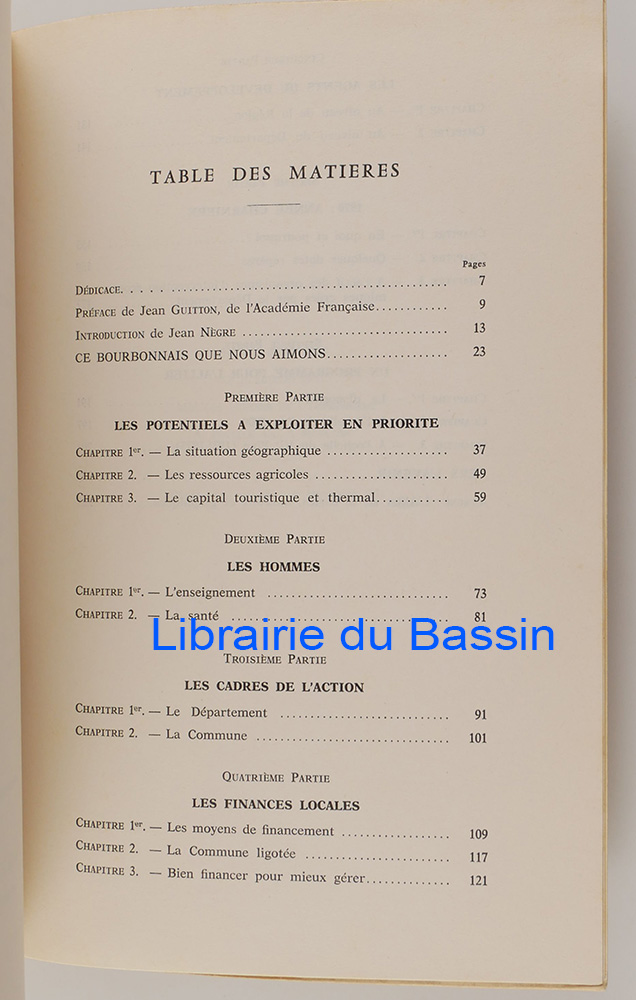 TABLE DES MATIERES
Pages
DÉDICACE. . . . . ................................................ 7
PRÉFACE de Jean GUITTON, de l'Académie Française............ 9
INTRODUCTION de Jean NÈGRE .................................. 13
CE BOURBONNAIS QUE NOUS AIMONS.................... 23
PREMIÈRE PARTIE
LES POTENTIELS A EXPLOITER EN PRIORITE
CHAPITRE 1er. — La situation géographique .................... 37
CHAPITRE 2. — Les ressources agricoles ...................... 49
CHAPITRE 3. — Le capital touristique et thermal............ 59
DEUXIÈME PARTIE
LES HOMMES
CHAPITRE 1er. — L'enseignement .............................. 73
CHAPITRE 2. — La santé .................................... 81
Librairie du Bassin
TROISIÈME PARTIE
LES CADRES DE L'ACTION
CHAPITRE 1er. — Le Département ............................ 91
CHAPITRE 2. — La Commune ................................ 101
QUATRIÈME PARTIE
LES FINANCES LOCALES
CHAPITRE 1er. — Les moyens de financement .................. 109
CHAPITRE 2. — La Commune ligotée ........................ 117
CHAPITRE 3. — Bien financer pour mieux gérer.............. 121